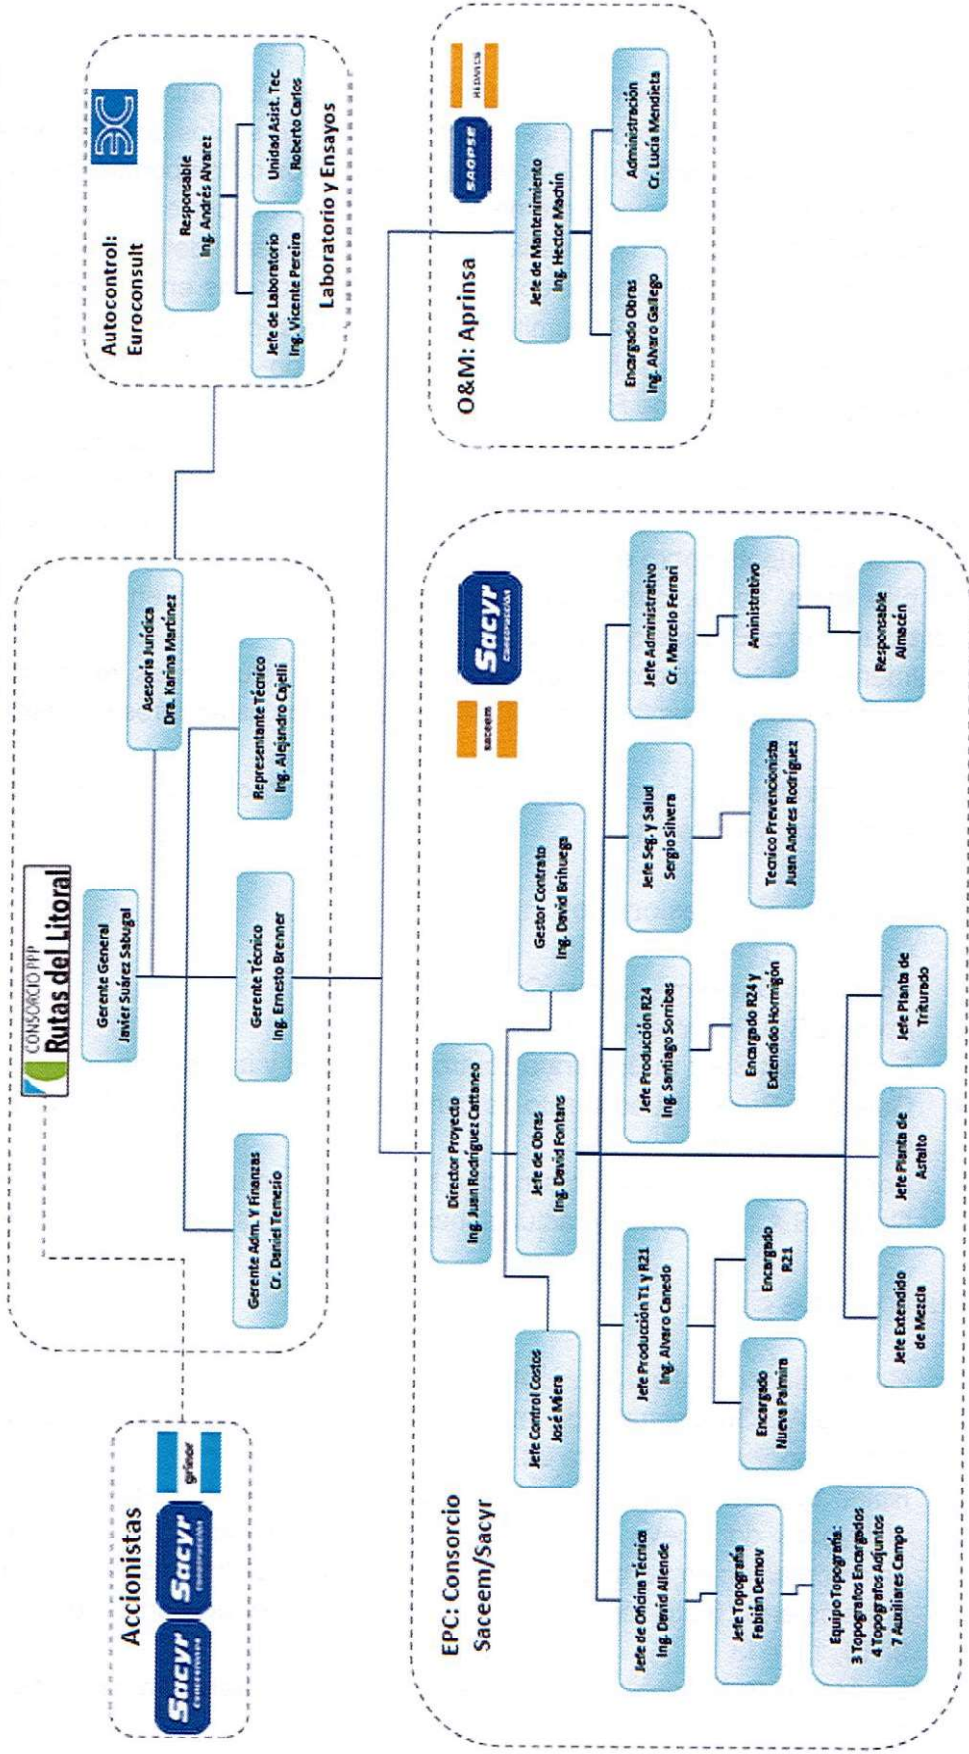 Accionistas
Sacyr
CONCESIONES
Sacyr
CONSTRUCCIÓN
grinor
CONSORCIO PPP
Rutas del Litoral
Gerente General
Javier Suárez Sabugal
Asesoría Jurídica
Dra. Karina Martínez
Gerente Adm. Y Finanzas
Cr. Daniel Temesio
Gerente Técnico
Ing. Ernesto Brenner
Representante Técnico
Ing. Alejandro Cajelli
Autocontrol:
Euroconsult
Responsable
Ing. Andrés Alvarez
Jefe de Laboratorio
Ing. Vicente Pereira
Unidad Asist. Tec.
Roberto Carlos
Laboratorio y Ensayos
EPC: Consorcio
Saceem/Sacyr
saceem
Sacyr
CONSTRUCCIÓN
Director Proyecto
Ing. Juan Rodríguez Cattaneo
Jefe Control Costos
José Miera
Jefe de Obras
Ing. David Fontans
Gestor Contrato
Ing. David Brihuega
Jefe de Oficina Técnica
Ing. David Allende
Jefe Producción T1 y R21
Ing. Alvaro Canedo
Jefe Producción R24
Ing. Santiago Sorribas
Jefe Seg. y Salud
Sergio Silvera
Jefe Administrativo
Cr. Marcelo Ferrari
Jefe Topografía
Fabián Demov
Encargado
Nueva Palmira
Encargado
R21
Encargado R24 y
Extendido Hormigón
Tecnico Prevencionista
Juan Andres Rodríguez
Aministrativo
Equipo Topografía:
3 Topografos Encargados
4 Topografos Adjuntos
7 Auxiliares Campo
Jefe Extendido
de Mezcla
Jefe Planta de
Asfalto
Jefe Planta de
Triturado
Responsable
Almacén
O&M: Aprinsa
SAOPSE
Jefe de Mantenimiento
Ing. Hector Machín
Encargado Obras
Ing. Alvaro Gallego
Administración
Cr. Lucía Mendieta